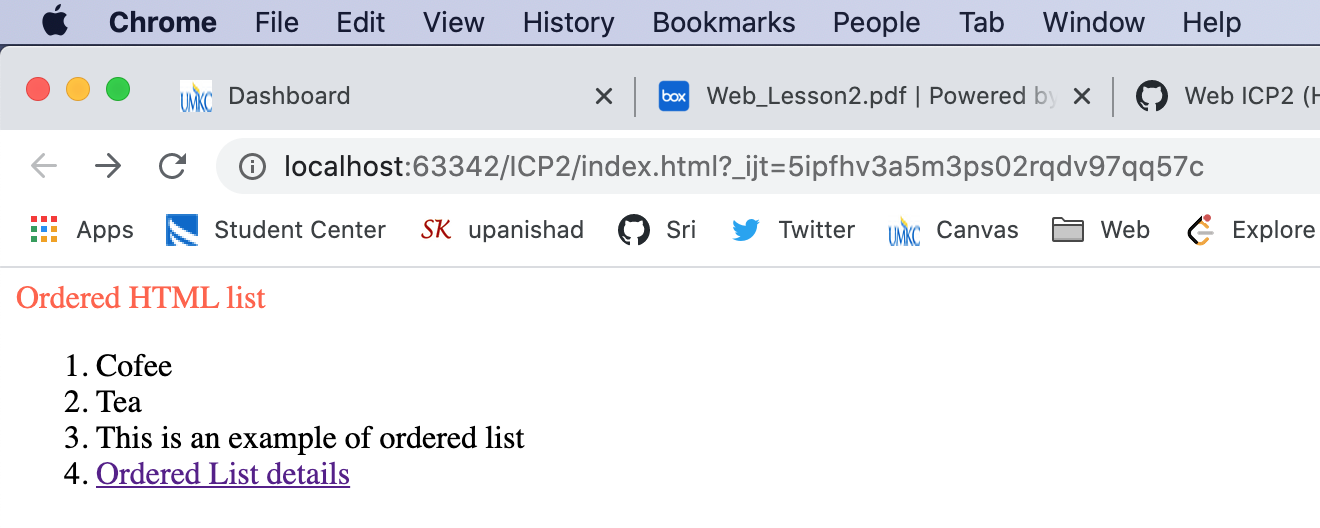 Chrome File Edit View History Bookmarks People Tab Window Help
UMKC Dashboard box Web_Lesson2.pdf | Powered by Web ICP2 (H
localhost:63342/ICP2/index.html?_ijt=5ipfhv3a5m3ps02rqdv97qq57c
Apps Student Center SK upanishad Sri Twitter UMKC Canvas Web Explore
Ordered HTML list
1. Cofee
2. Tea
3. This is an example of ordered list
4. Ordered List details